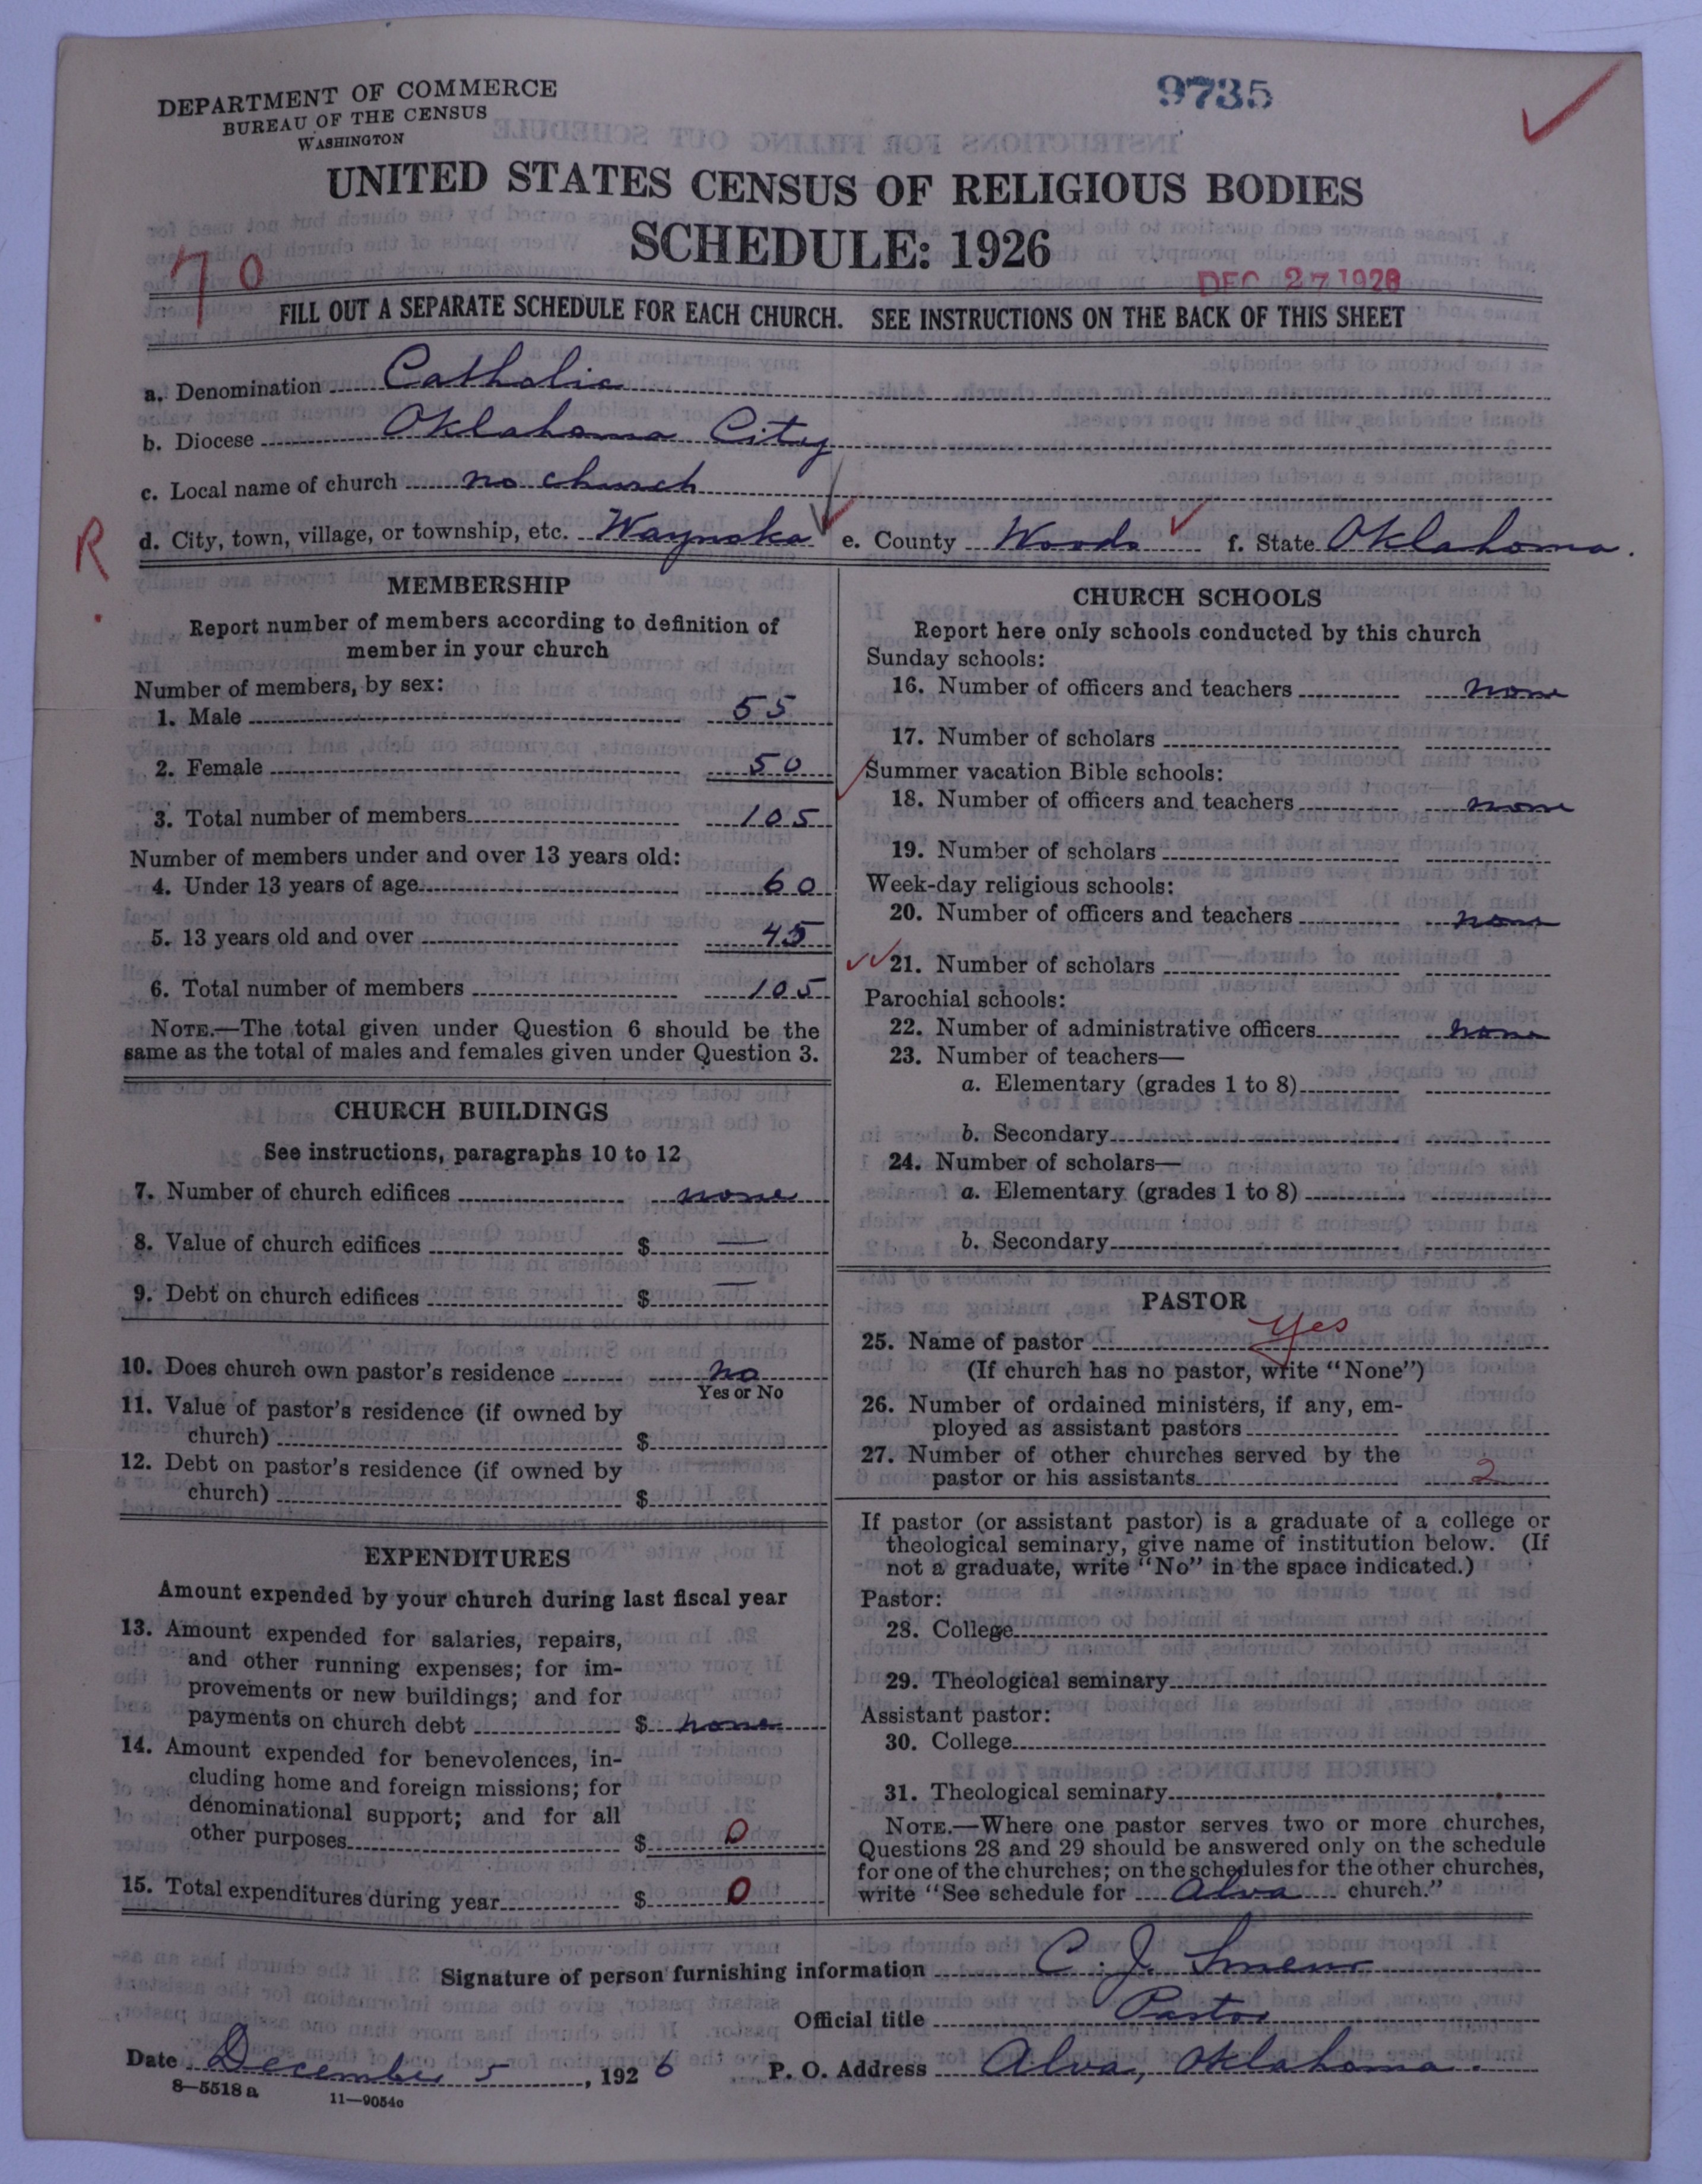 DEPARTMENT OF COMMERCE
BUREAU OF THE CENSUS
WASHINGTON
9735
UNITED STATES CENSUS OF RELIGIOUS BODIES
SCHEDULE: 1926
70
DEC 27 1926
FILL OUT A SEPARATE SCHEDULE FOR EACH CHURCH. SEE INSTRUCTIONS ON THE BACK OF THIS SHEET
a. Denomination Catholic
b. Diocese Oklahoma City
c. Local name of church no church
R
d. City, town, village, or township, etc. Waynoka e. County Woods f. State Oklahoma.
MEMBERSHIP
Report number of members according to definition of
member in your church
Number of members, by sex:
1. Male 55
2. Female 50
3. Total number of members 105
Number of members under and over 13 years old:
4. Under 13 years of age 60
5. 13 years old and over 45
6. Total number of members 105
NOTE.—The total given under Question 6 should be the
same as the total of males and females given under Question 3.
CHURCH BUILDINGS
See instructions, paragraphs 10 to 12
7. Number of church edifices none
8. Value of church edifices $ —
9. Debt on church edifices $ —
10. Does church own pastor's residence no
Yes or No
11. Value of pastor's residence (if owned by
church) $
12. Debt on pastor's residence (if owned by
church) $
EXPENDITURES
Amount expended by your church during last fiscal year
13. Amount expended for salaries, repairs,
and other running expenses; for im-
provements or new buildings; and for
payments on church debt $ none
14. Amount expended for benevolences, in-
cluding home and foreign missions; for
denominational support; and for all
other purposes $ 0
15. Total expenditures during year $ 0
CHURCH SCHOOLS
Report here only schools conducted by this church
Sunday schools:
16. Number of officers and teachers none
17. Number of scholars
Summer vacation Bible schools:
18. Number of officers and teachers none
19. Number of scholars
Week-day religious schools:
20. Number of officers and teachers none
21. Number of scholars
Parochial schools:
22. Number of administrative officers none
23. Number of teachers—
a. Elementary (grades 1 to 8)
b. Secondary
24. Number of scholars—
a. Elementary (grades 1 to 8)
b. Secondary
PASTOR
25. Name of pastor yes
(If church has no pastor, write "None")
26. Number of ordained ministers, if any, em-
ployed as assistant pastors
27. Number of other churches served by the
pastor or his assistants 2
If pastor (or assistant pastor) is a graduate of a college or
theological seminary, give name of institution below. (If
not a graduate, write "No" in the space indicated.)
Pastor:
28. College
29. Theological seminary
Assistant pastor:
30. College
31. Theological seminary
NOTE.—Where one pastor serves two or more churches,
Questions 28 and 29 should be answered only on the schedule
for one of the churches; on the schedules for the other churches,
write "See schedule for Alva church."
Signature of person furnishing information C. J.
Official title Pastor
Date December 5, 1926 P. O. Address Alva, Oklahoma.
8—5518 a
11—9054c